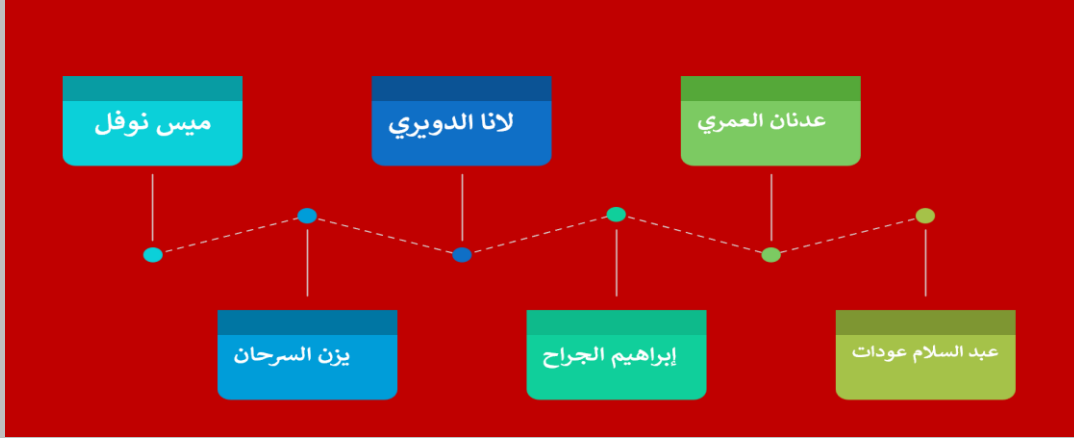 عدنان العمري
لانا الدويري
ميس نوفل
عبد السلام عودات
إبراهيم الجراح
يزن السرحان